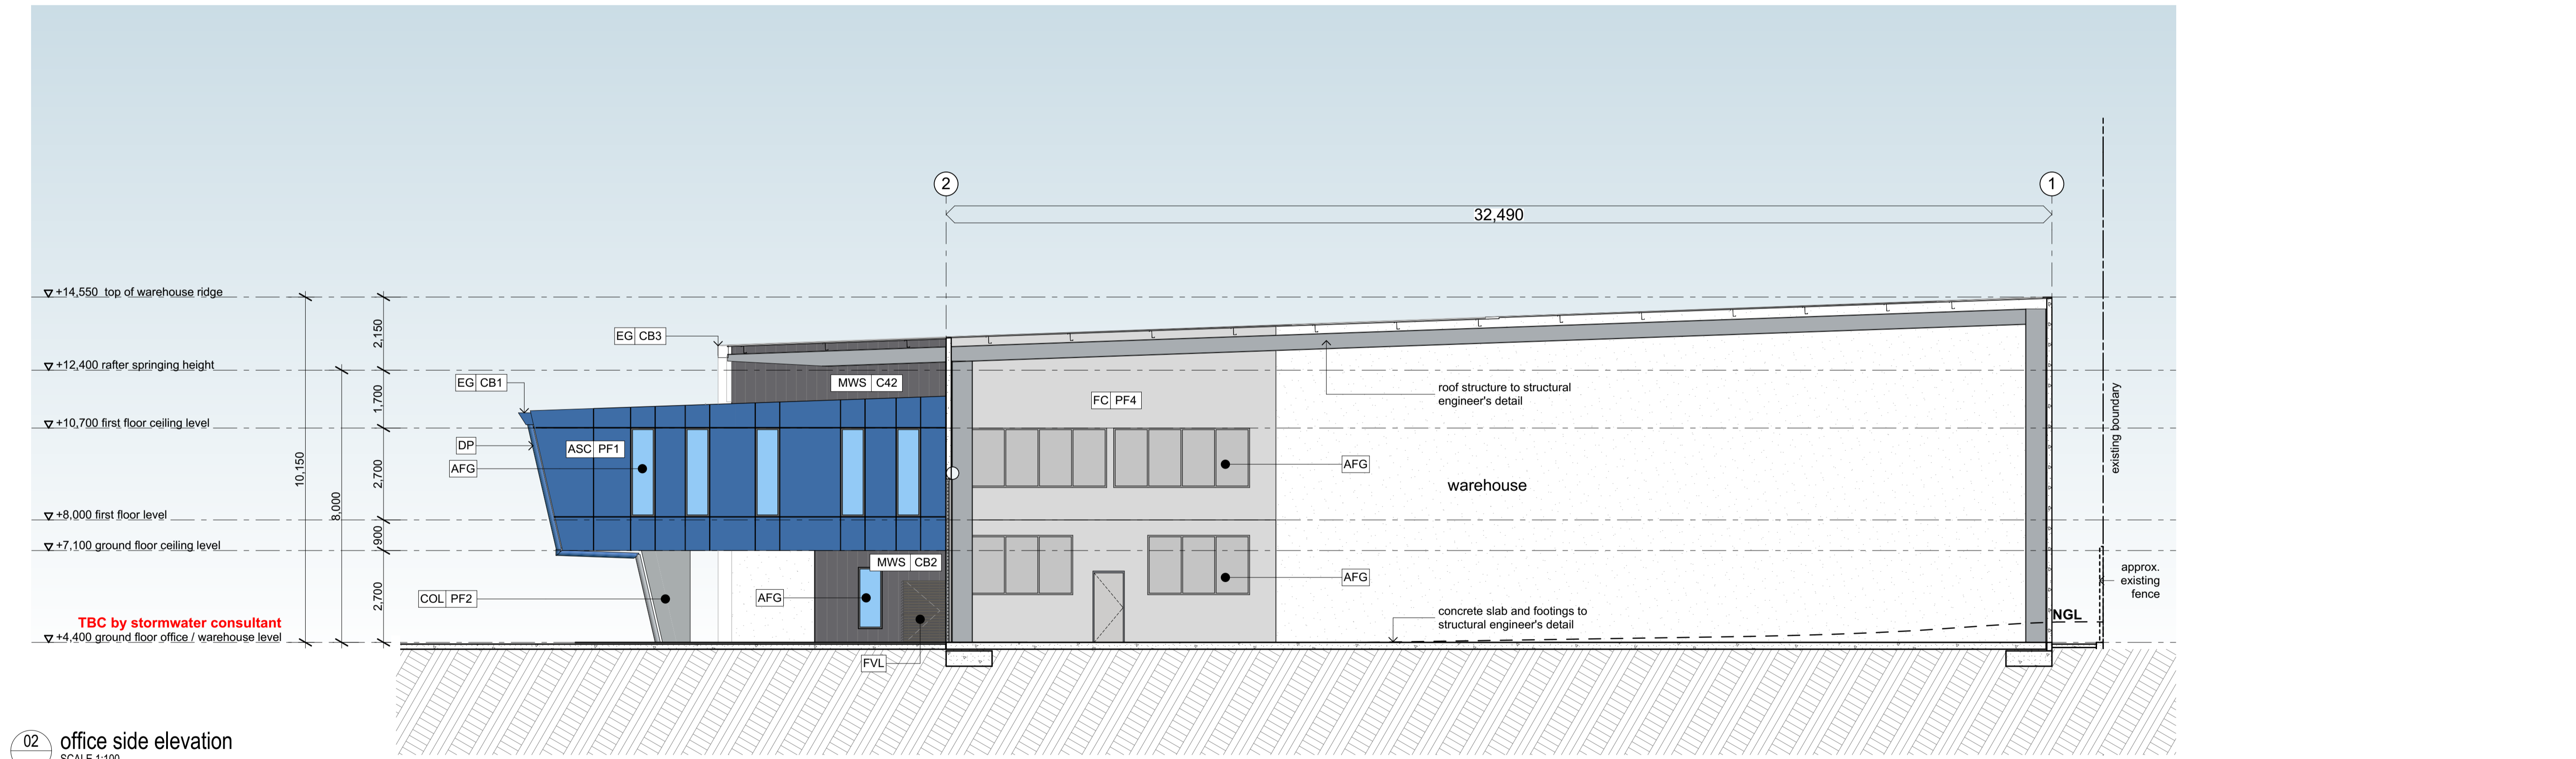 2
1
32,490
+14,550 top of warehouse ridge
2,150
EG CB3
+12,400 rafter springing height
MWS C42
EG CB1
1,700
roof structure to structural
engineer's detail
FC PF4
existing boundary
+10,700 first floor ceiling level
DP
ASC PF1
AFG
AFG
10,150
2,700
8,000
warehouse
+8,000 first floor level
900
+7,100 ground floor ceiling level
MWS CB2
AFG
approx.
existing
fence
COL PF2
AFG
2,700
concrete slab and footings to
structural engineer's detail
NGL
TBC by stormwater consultant
+4,400 ground floor office / warehouse level
FVL
02
office side elevation
SCALE 1:100